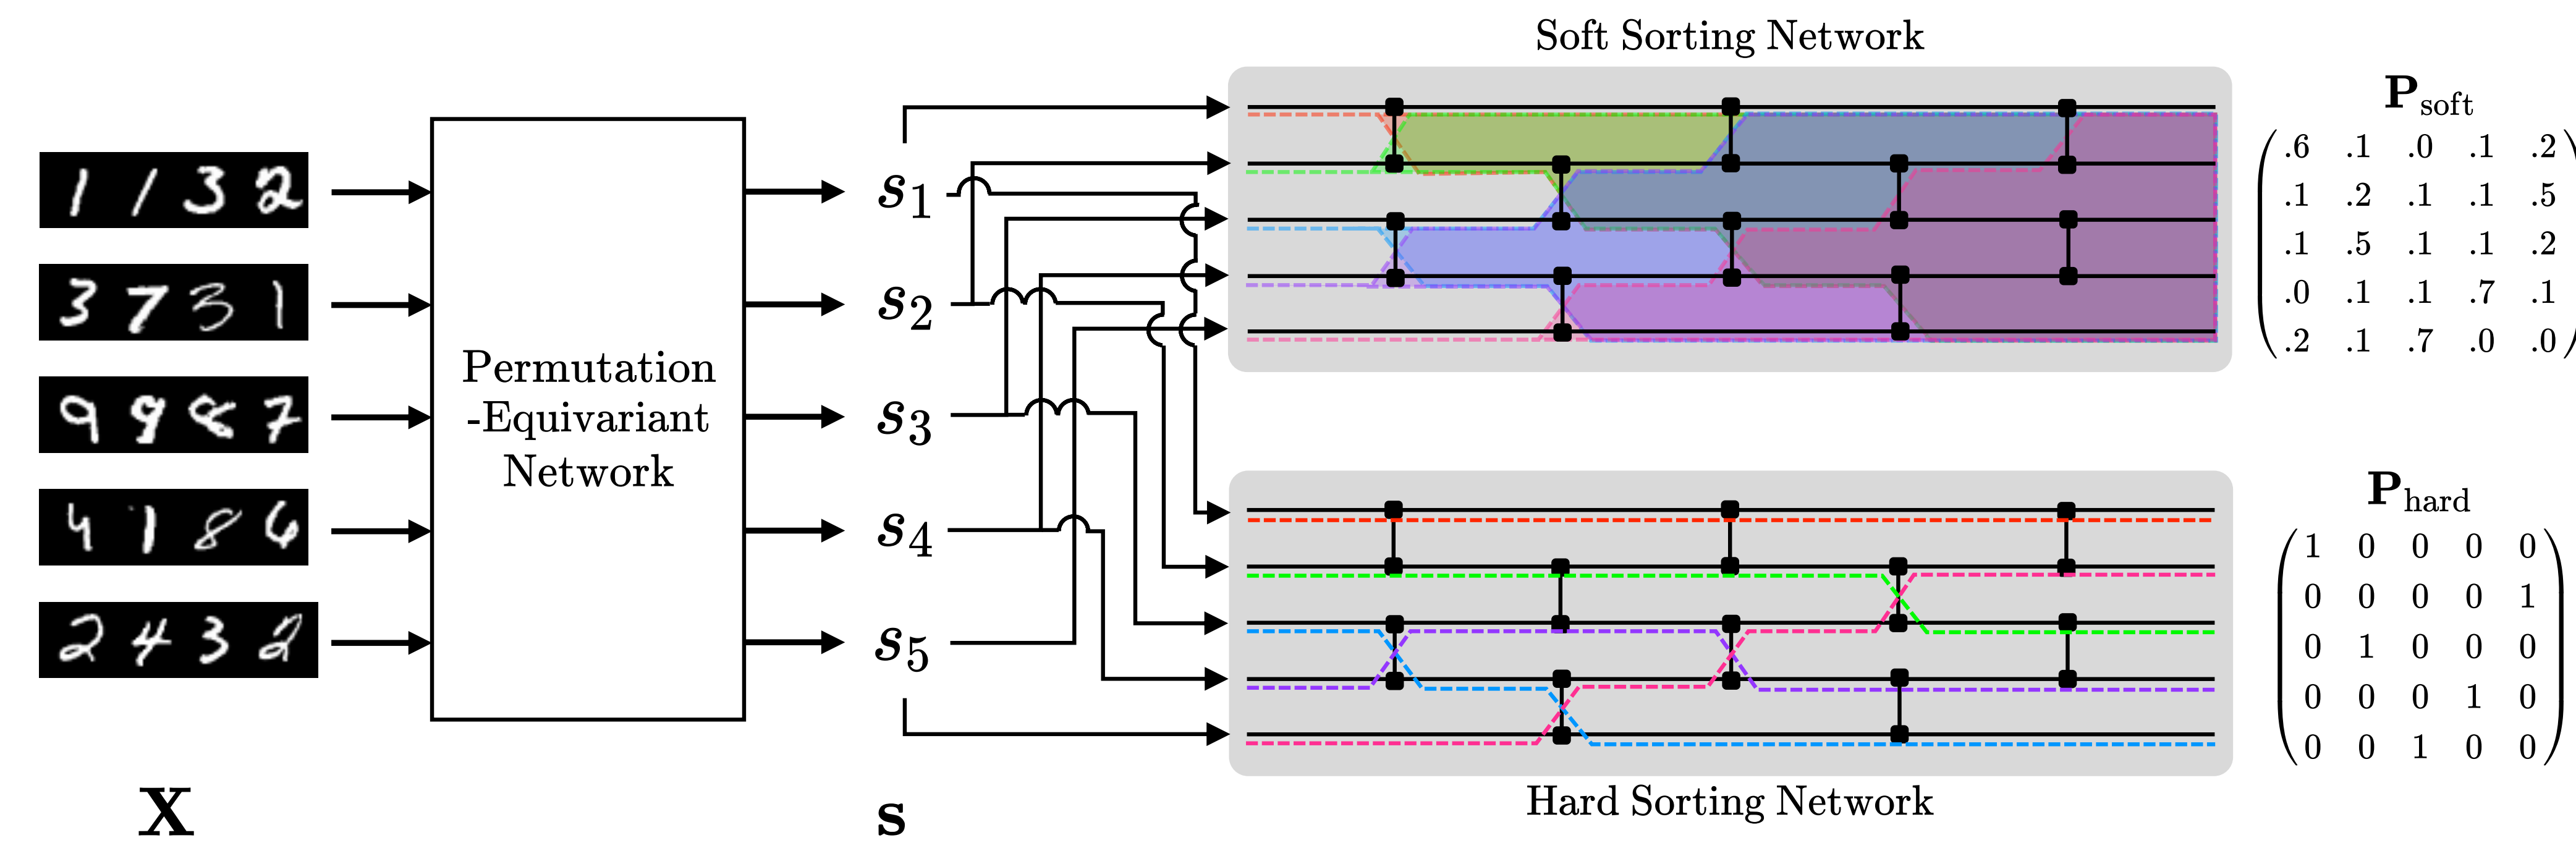 Soft Sorting Network
1 1 3 2
3 7 3 1
9 9 8 7
4 1 8 6
2 4 3 2
Permutation
-Equivariant
Network
s1
s2
s3
s4
s5
Psoft
.6 .1 .0 .1 .2
.1 .2 .1 .1 .5
.1 .5 .1 .1 .2
.0 .1 .1 .7 .1
.2 .1 .7 .0 .0
Phard
1 0 0 0 0
0 0 0 0 1
0 1 0 0 0
0 0 0 1 0
0 0 1 0 0
Hard Sorting Network
X
s